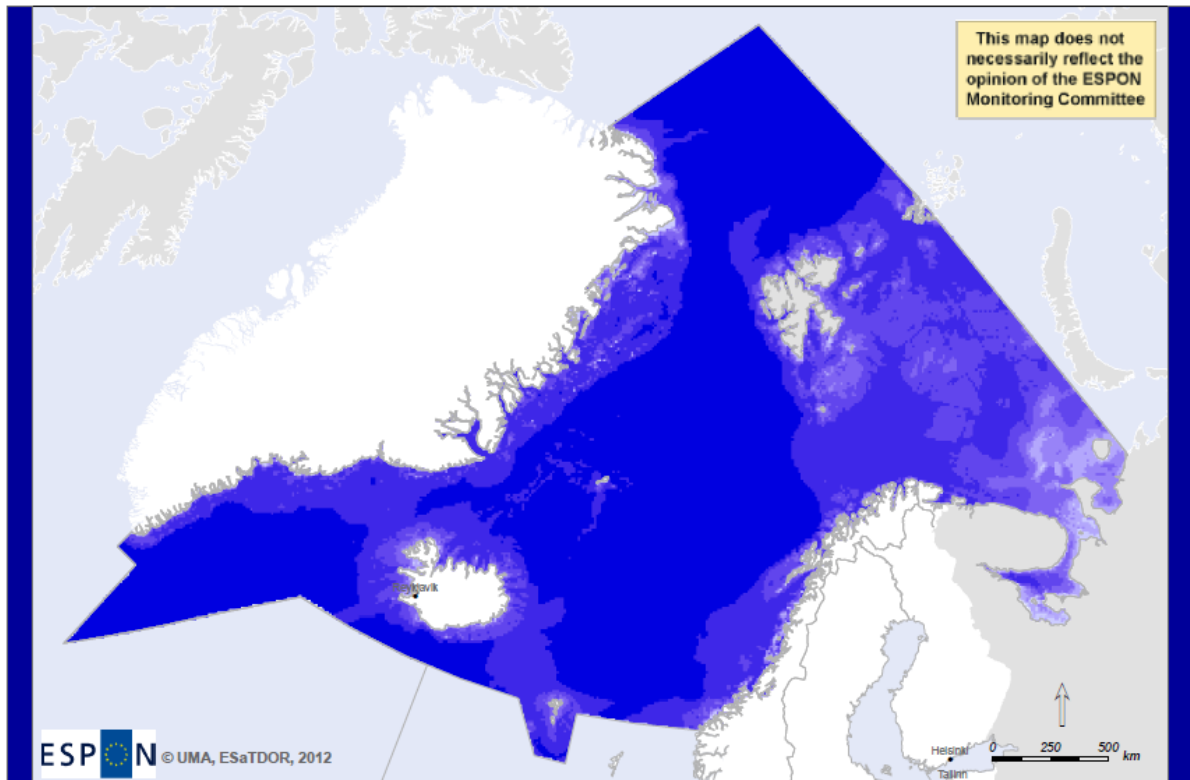 This map does not
necessarily reflect the
opinion of the ESPON
Monitoring Committee
Reykjavik
ESPON © UMA, ESaTDOR, 2012
Helsinki
Tallinn
0 250 500 km